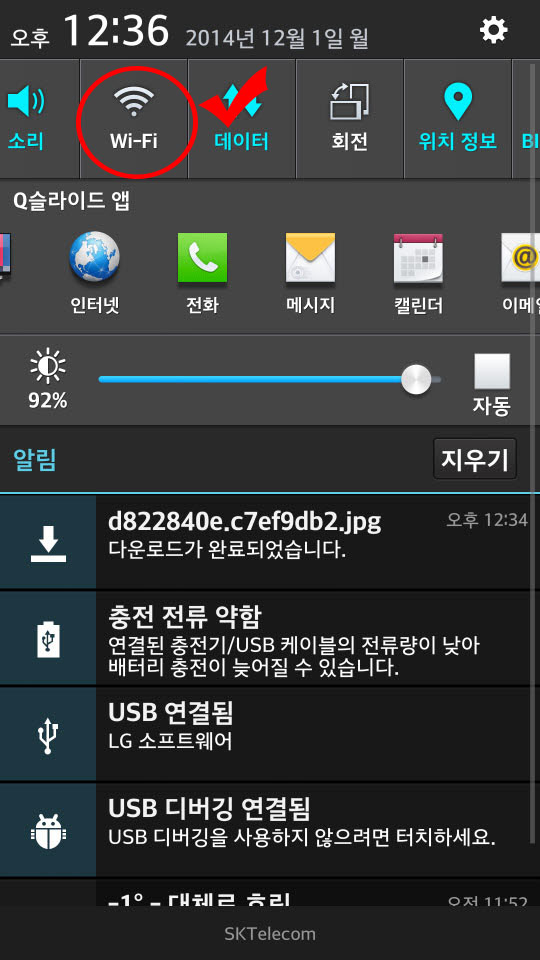 오후 12:36 2014년 12월 1일 월
소리 Wi-Fi 데이터 회전 위치 정보
Q슬라이드 앱
인터넷 전화 메시지 캘린더 이메일
92% 자동
알림 지우기
d822840e.c7ef9db2.jpg 오후 12:34
다운로드가 완료되었습니다.
충전 전류 약함
연결된 충전기/USB 케이블의 전류량이 낮아
배터리 충전이 늦어질 수 있습니다.
USB 연결됨
LG 소프트웨어
USB 디버깅 연결됨
USB 디버깅을 사용하지 않으려면 터치하세요.
-1° - 대체로 흐림 오전 11:52
SKTelecom